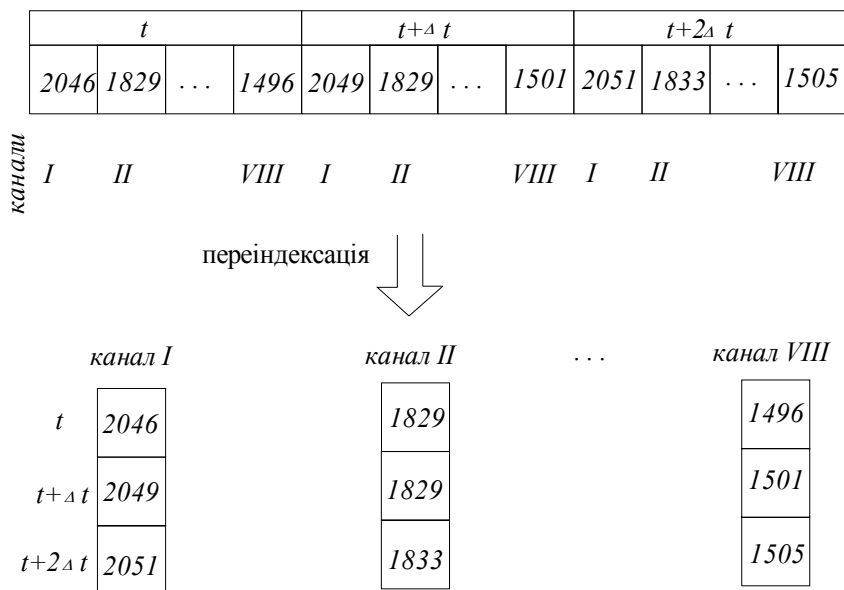 t t+Δ t t+2Δ t
2046 1829 ... 1496 2049 1829 ... 1501 2051 1833 ... 1505
канали I II VIII I II VIII I II VIII
переіндексація
канал I канал II ... канал VIII
t 2046 1829 1496
t+Δ t 2049 1829 1501
t+2Δ t 2051 1833 1505